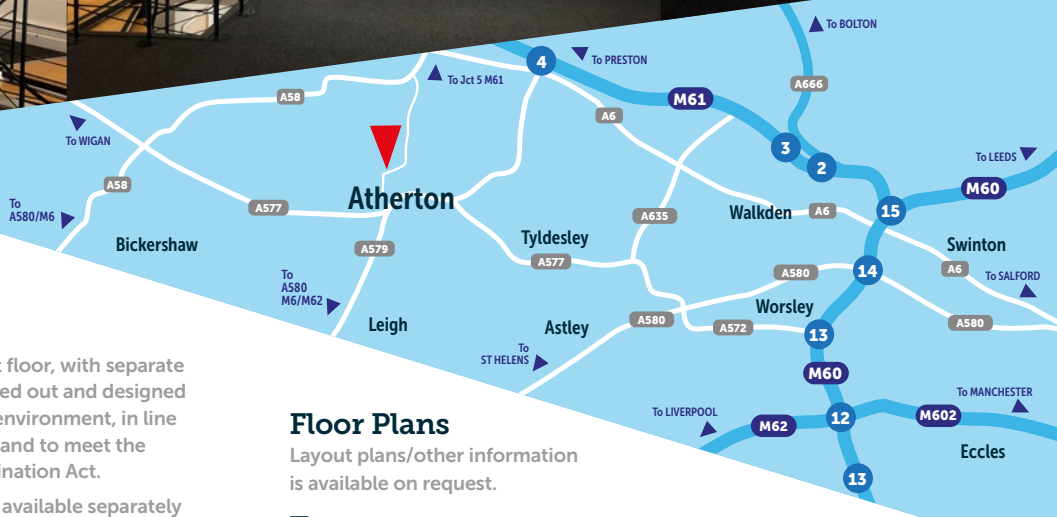 To BOLTON
4
To PRESTON
To Jct 5 M61
A666
A58
M61
A6
To WIGAN
3
2
To LEEDS
M60
A58
Atherton
To
A580/M6
A577
A635
Walkden
A6
15
Bickershaw
A579
Tyldesley
A577
Swinton
A6
To SALFORD
To
A580
M6/M62
A580
14
Worsley
Leigh
Astley
A580
A572
13
A580
To
ST HELENS
M60
To LIVERPOOL
M62
12
M602
To MANCHESTER
Eccles
13
floor, with separate
ed out and designed
environment, in line
and to meet the
ination Act.
available separately
Floor Plans
Layout plans/other information
is available on request.